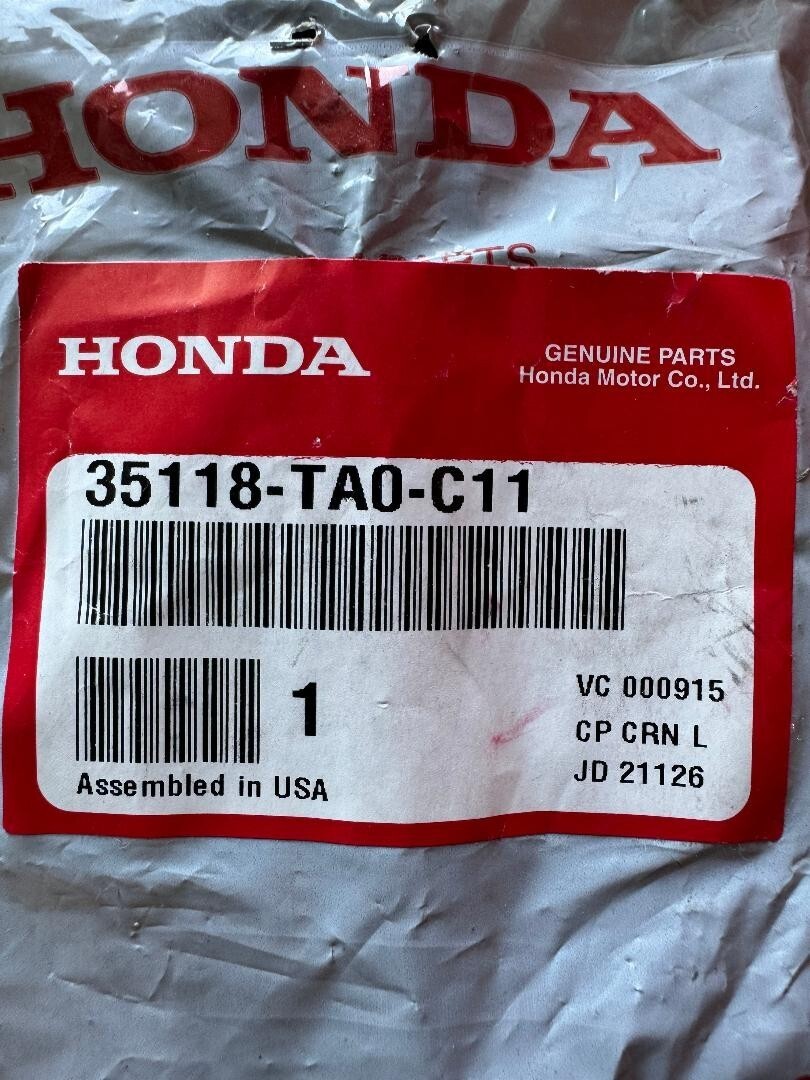 HONDA
PARTS
HONDA
GENUINE PARTS
Honda Motor Co., Ltd.
35118-TA0-C11
1
VC 000915
CP CRN L
JD 21126
Assembled in USA